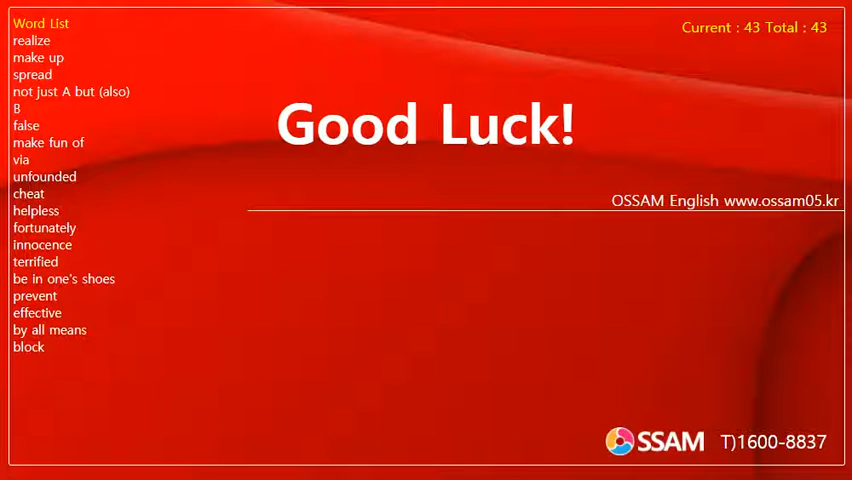 Word List
realize
make up
spread
not just A but (also)
B
false
make fun of
via
unfounded
cheat
helpless
fortunately
innocence
terrified
be in one's shoes
prevent
effective
by all means
block
Current : 43 Total : 43
Good Luck!
OSSAM English www.ossam05.kr
OSSAM T)1600-8837